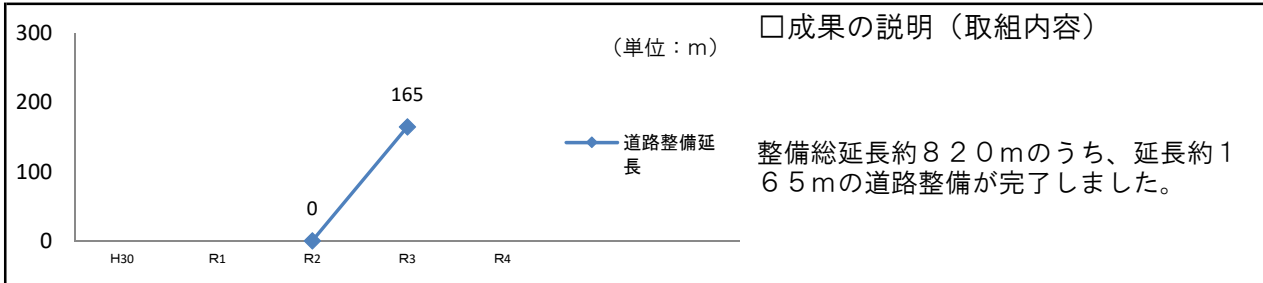 300
200
100
0
(単位：ｍ)
165
0
道路整備延
長
H30
R1
R2
R3
R4
□成果の説明（取組内容）
整備総延長約８２０ｍのうち、延長約１
６５ｍの道路整備が完了しました。